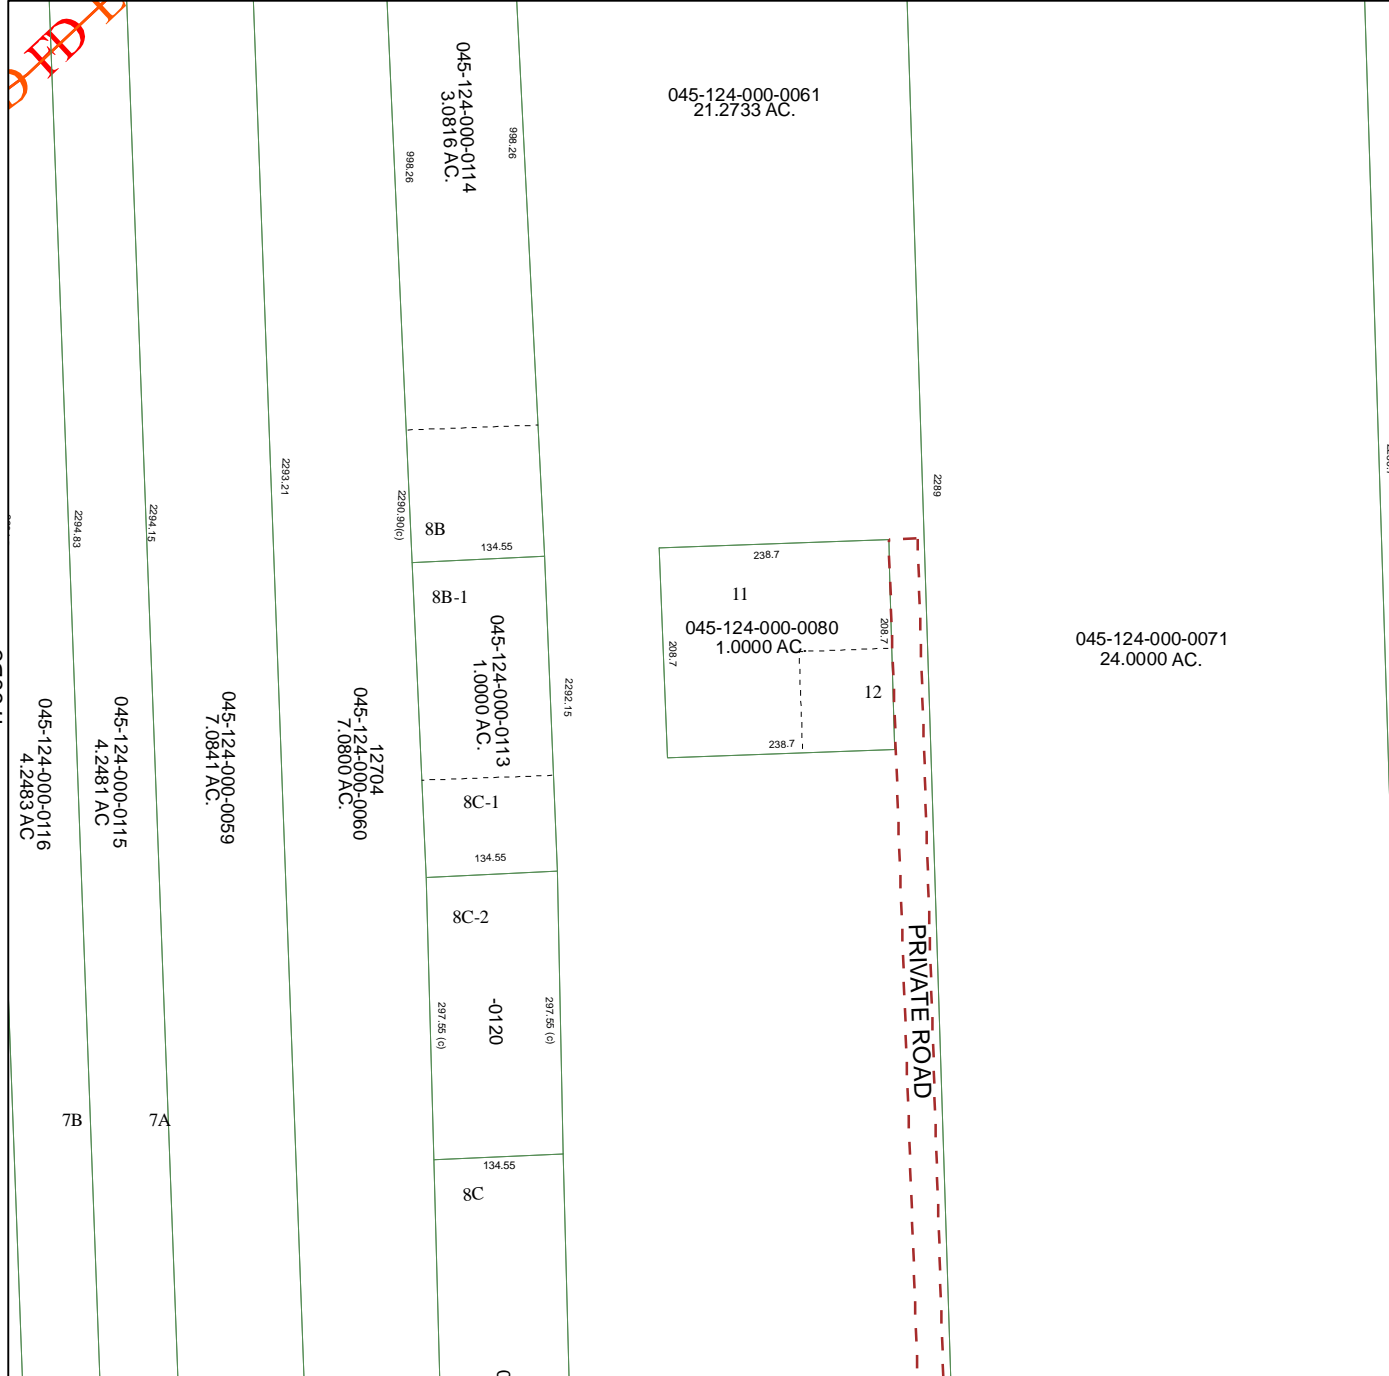 FD
045-124-000-0114
3.0816 AC.
998.26
998.26
045-124-000-0061
21.2733 AC.
2293.21
2294.83
2294.15
2290.90(c)
2289
8B
134.55
8B-1
045-124-000-0113
1.0000 AC.
2292.15
238.7
11
045-124-000-0080
1.0000 AC.
208.7
208.7
12
238.7
045-124-000-0071
24.0000 AC.
045-124-000-0116
4.2483 AC
045-124-000-0115
4.2481 AC
045-124-000-0059
7.0841 AC.
12704
045-124-000-0060
7.0800 AC.
8C-1
134.55
8C-2
-0120
297.55 (c)
297.55 (c)
PRIVATE ROAD
7B
7A
134.55
8C